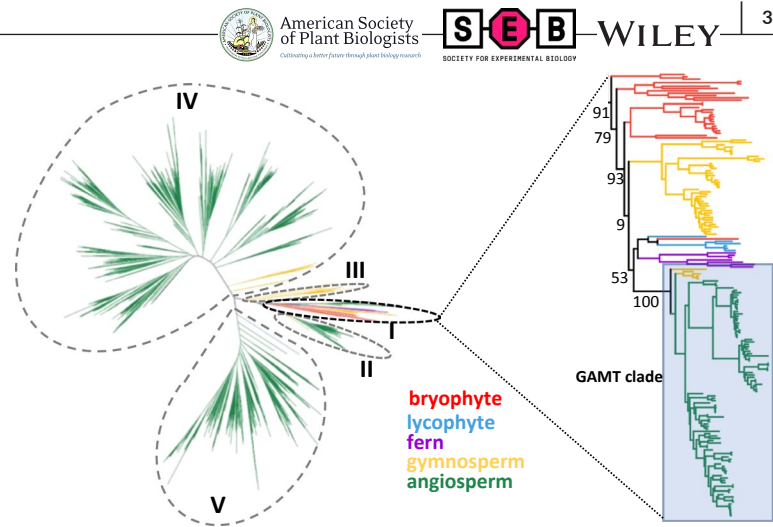 American Society
of Plant Biologists
Cultivating a better future through plant biology research
S E B
SOCIETY FOR EXPERIMENTAL BIOLOGY
WILEY
3
IV
III
I
II
V
bryophyte
lycophyte
fern
gymnosperm
angiosperm
91
79
93
9
53
100
GAMT clade